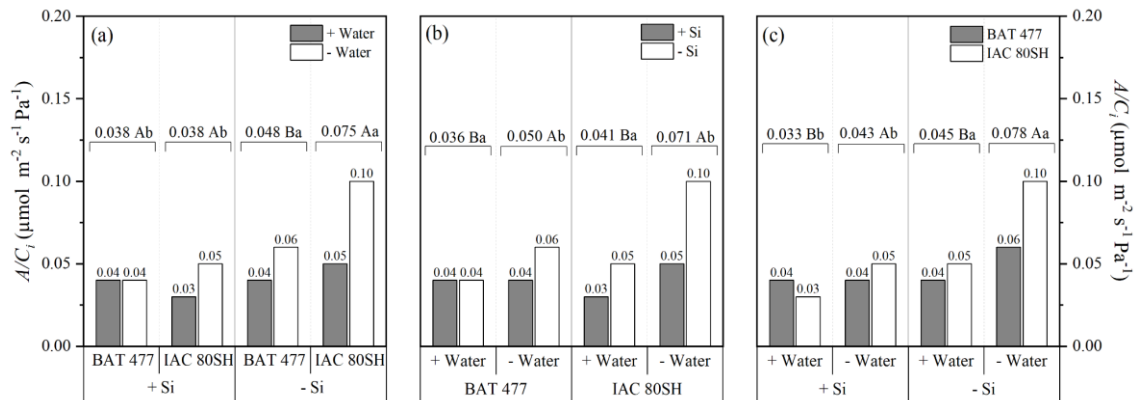 A/Ci (μmol m-2 s-1 Pa-1)
0.20
0.15
0.10
0.05
0.00
(a)
+ Water
- Water
0.038 Ab 0.038 Ab 0.048 Ba 0.075 Aa
0.04 0.04 0.03 0.05 0.04 0.06 0.05 0.10
BAT 477 IAC 80SH BAT 477 IAC 80SH
+ Si - Si
(b)
+ Si
- Si
0.036 Ba 0.050 Ab 0.041 Ba 0.071 Ab
0.04 0.04 0.04 0.06 0.03 0.05 0.05 0.10
+ Water - Water + Water - Water
BAT 477 IAC 80SH
(c)
BAT 477
IAC 80SH
0.033 Bb 0.043 Ab 0.045 Ba 0.078 Aa
0.04 0.03 0.04 0.05 0.04 0.05 0.06 0.10
+ Water - Water + Water - Water
+ Si - Si
0.20
0.15
0.10
0.05
0.00
A/Ci (μmol m-2 s-1 Pa-1)